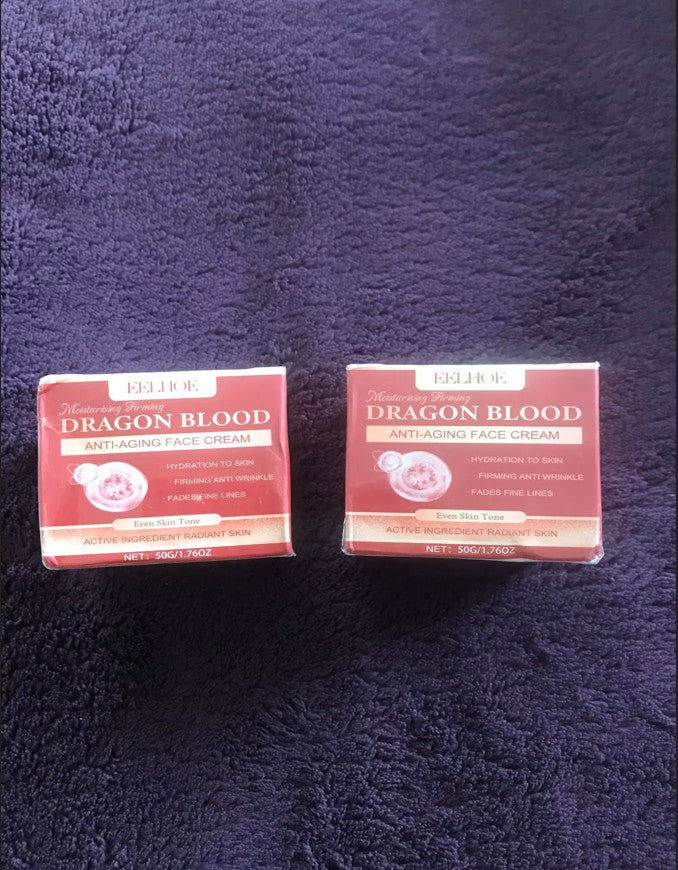 EELHOE
Moisturising Firming
DRAGON BLOOD
ANTI-AGING FACE CREAM
· HYDRATION TO SKIN
· FIRMING ANTI WRINKLE
· FADES FINE LINES
Even Skin Tone
ACTIVE INGREDIENT RADIANT SKIN
NET: 50G/1.76OZ
EELHOE
Moisturising Firming
DRAGON BLOOD
ANTI-AGING FACE CREAM
· HYDRATION TO SKIN
· FIRMING ANTI WRINKLE
· FADES FINE LINES
Even Skin Tone
ACTIVE INGREDIENT RADIANT SKIN
NET: 50G/1.76OZ